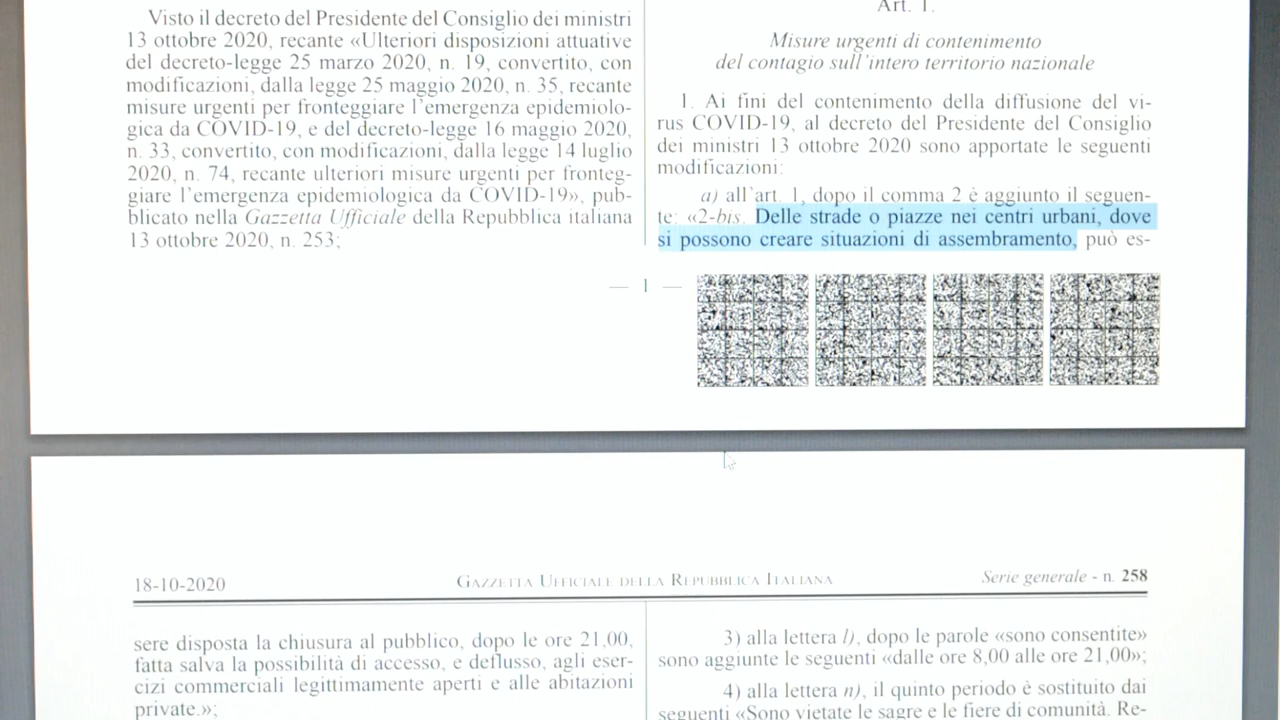 Visto il decreto del Presidente del Consiglio dei ministri
13 ottobre 2020, recante «Ulteriori disposizioni attuative
del decreto-legge 25 marzo 2020, n. 19, convertito, con
modificazioni, dalla legge 25 maggio 2020, n. 35, recante
misure urgenti per fronteggiare l'emergenza epidemiolo-
gica da COVID-19, e del decreto-legge 16 maggio 2020,
n. 33, convertito, con modificazioni, dalla legge 14 luglio
2020, n. 74, recante ulteriori misure urgenti per fronteg-
giare l'emergenza epidemiologica da COVID-19», pub-
blicato nella Gazzetta Ufficiale della Repubblica italiana
13 ottobre 2020, n. 253;
Art. 1.
Misure urgenti di contenimento
del contagio sull'intero territorio nazionale
1. Ai fini del contenimento della diffusione del vi-
rus COVID-19, al decreto del Presidente del Consiglio
dei ministri 13 ottobre 2020 sono apportate le seguenti
modificazioni:
a) all'art. 1, dopo il comma 2 è aggiunto il seguen-
te: «2-bis. Delle strade o piazze nei centri urbani, dove
si possono creare situazioni di assembramento, può es-
— 1 —
18-10-2020
GAZZETTA UFFICIALE DELLA REPUBBLICA ITALIANA
Serie generale - n. 258
sere disposta la chiusura al pubblico, dopo le ore 21,00,
fatta salva la possibilità di accesso, e deflusso, agli eser-
cizi commerciali legittimamente aperti e alle abitazioni
private.»;
3) alla lettera l), dopo le parole «sono consentite»
sono aggiunte le seguenti «dalle ore 8,00 alle ore 21,00»;
4) alla lettera n), il quinto periodo è sostituito dai
seguenti «Sono vietate le sagre e le fiere di comunità. Re-